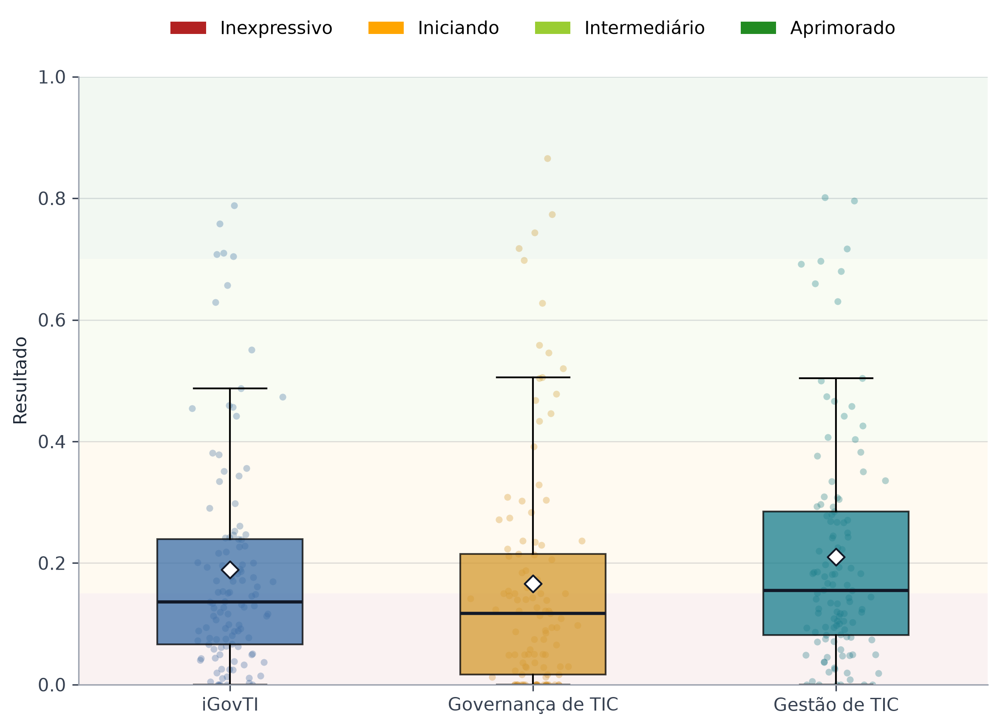 Inexpressivo Iniciando Intermediário Aprimorado
1.0
0.8
0.6
0.4
0.2
0.0
Resultado
iGovTI Governança de TIC Gestão de TIC